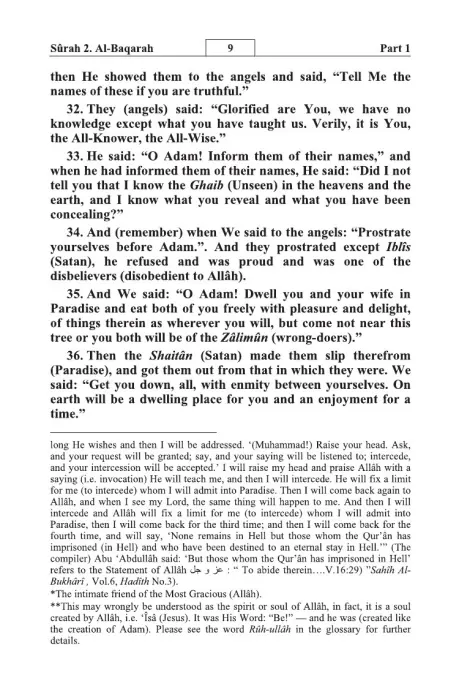 Sûrah 2. Al-Baqarah 9 Part 1
then He showed them to the angels and said, “Tell Me the
names of these if you are truthful.”
32. They (angels) said: “Glorified are You, we have no
knowledge except what you have taught us. Verily, it is You,
the All-Knower, the All-Wise.”
33. He said: “O Adam! Inform them of their names,” and
when he had informed them of their names, He said: “Did I not
tell you that I know the Ghaib (Unseen) in the heavens and the
earth, and I know what you reveal and what you have been
concealing?”
34. And (remember) when We said to the angels: “Prostrate
yourselves before Adam.”. And they prostrated except Iblîs
(Satan), he refused and was proud and was one of the
disbelievers (disobedient to Allâh).
35. And We said: “O Adam! Dwell you and your wife in
Paradise and eat both of you freely with pleasure and delight,
of things therein as wherever you will, but come not near this
tree or you both will be of the Zâlimûn (wrong-doers).”
36. Then the Shaitân (Satan) made them slip therefrom
(Paradise), and got them out from that in which they were. We
said: “Get you down, all, with enmity between yourselves. On
earth will be a dwelling place for you and an enjoyment for a
time.”
long He wishes and then I will be addressed. ‘(Muhammad!) Raise your head. Ask,
and your request will be granted; say, and your saying will be listened to; intercede,
and your intercession will be accepted.’ I will raise my head and praise Allâh with a
saying (i.e. invocation) He will teach me, and then I will intercede. He will fix a limit
for me (to intercede) whom I will admit into Paradise. Then I will come back again to
Allâh, and when I see my Lord, the same thing will happen to me. And then I will
intercede and Allâh will fix a limit for me (to intercede) whom I will admit into
Paradise, then I will come back for the third time; and then I will come back for the
fourth time, and will say, ‘None remains in Hell but those whom the Qur’ân has
imprisoned (in Hell) and who have been destined to an eternal stay in Hell.’” (The
compiler) Abu ‘Abdullâh said: ‘But those whom the Qur’ân has imprisoned in Hell’
refers to the Statement of Allâh عز و جل : “ To abide therein….V.16:29) ”Sahih Al-
Bukhârî , Vol.6, Hadîth No.3).
*The intimate friend of the Most Gracious (Allâh).
**This may wrongly be understood as the spirit or soul of Allâh, in fact, it is a soul
created by Allâh, i.e. ‘Îsâ (Jesus). It was His Word: “Be!” — and he was (created like
the creation of Adam). Please see the word Rûh-ullâh in the glossary for further
details.